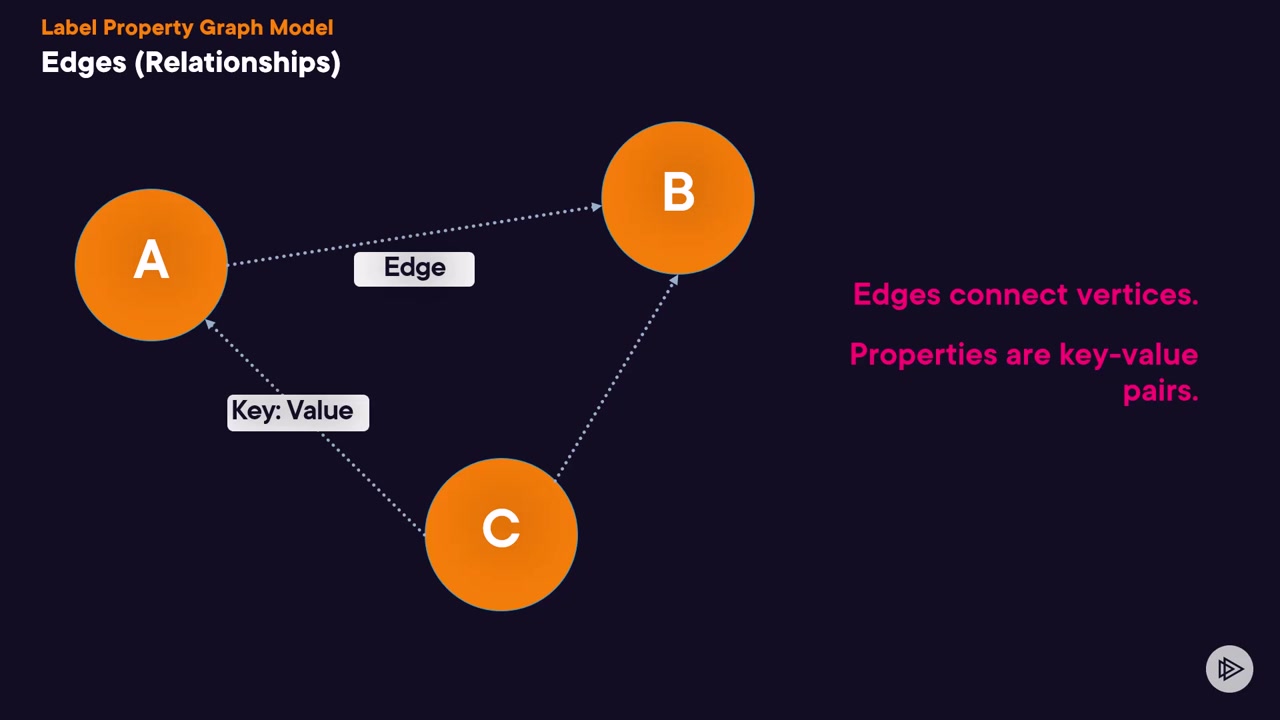 Label Property Graph Model
Edges (Relationships)
B
A
Edge
Edges connect vertices.
Properties are key-value
pairs.
Key: Value
C